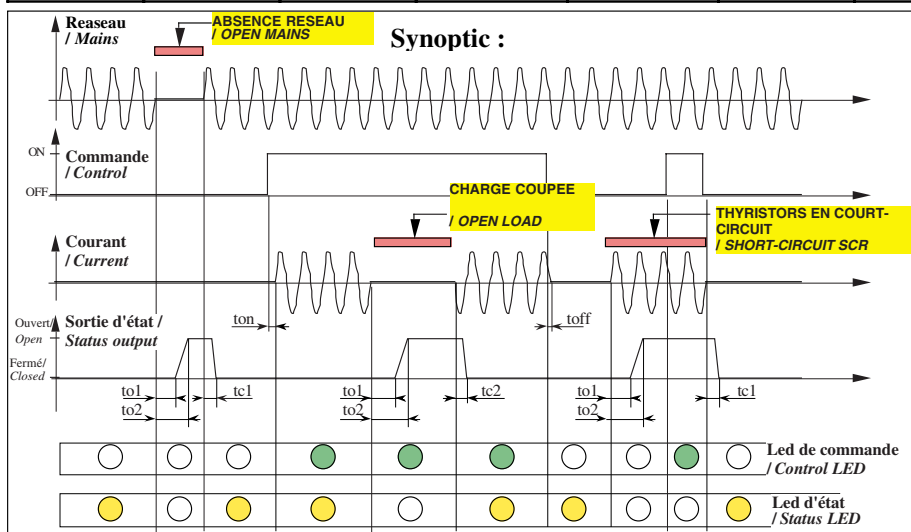 Reaseau
/ Mains
ABSENCE RESEAU
/ OPEN MAINS
Synoptic :
ON
Commande
/ Control
OFF
CHARGE COUPEE
/ OPEN LOAD
THYRISTORS EN COURT-
CIRCUIT
/ SHORT-CIRCUIT SCR
Courant
/ Current
ton
toff
Ouvert/
Open
Sortie d'état /
Status output
Fermé/
Closed
to1
tc1
to1
tc2
to1
tc1
to2
to2
to2
Led de commande
/ Control LED
Led d'état
/ Status LED